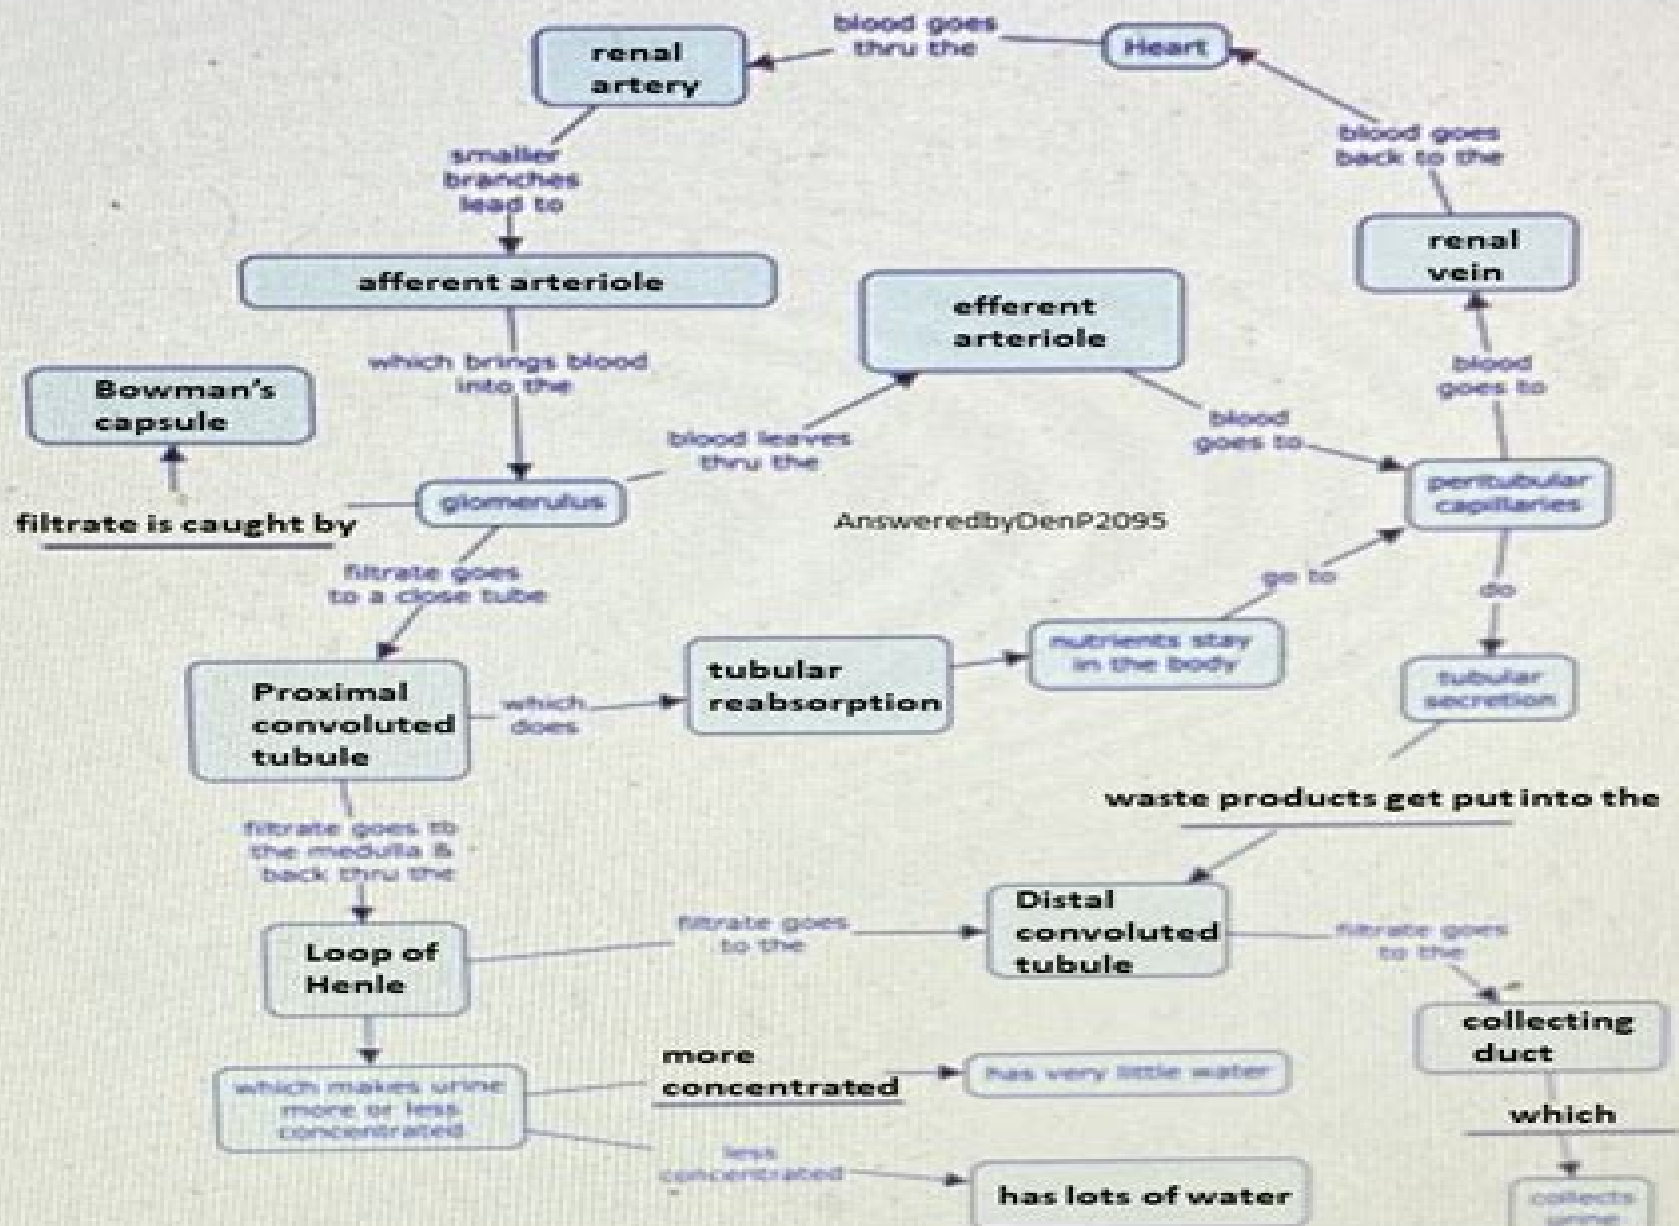 blood goes
thru the
Heart
renal
artery
smaller
branches
lead to
blood goes
back to the
renal
vein
afferent arteriole
efferent
arteriole
which brings blood
into the
Bowman's
capsule
blood
goes to
blood leaves
thru the
blood
goes to
glomerulus
peritubular
capillaries
filtrate is caught by
AnsweredbyDenP2095
filtrate goes
to a close tube
go to
do
nutrients stay
in the body
tubular
reabsorption
tubular
secretion
Proximal
convoluted
tubule
which
does
waste products get put into the
filtrate goes to
the medulla &
back thru the
Distal
convoluted
tubule
filtrate goes
to the
filtrate goes
to the
Loop of
Henle
collecting
duct
more
concentrated
has very little water
which makes urine
more or less
concentrated
which
less
concentrated
has lots of water
collects
urine